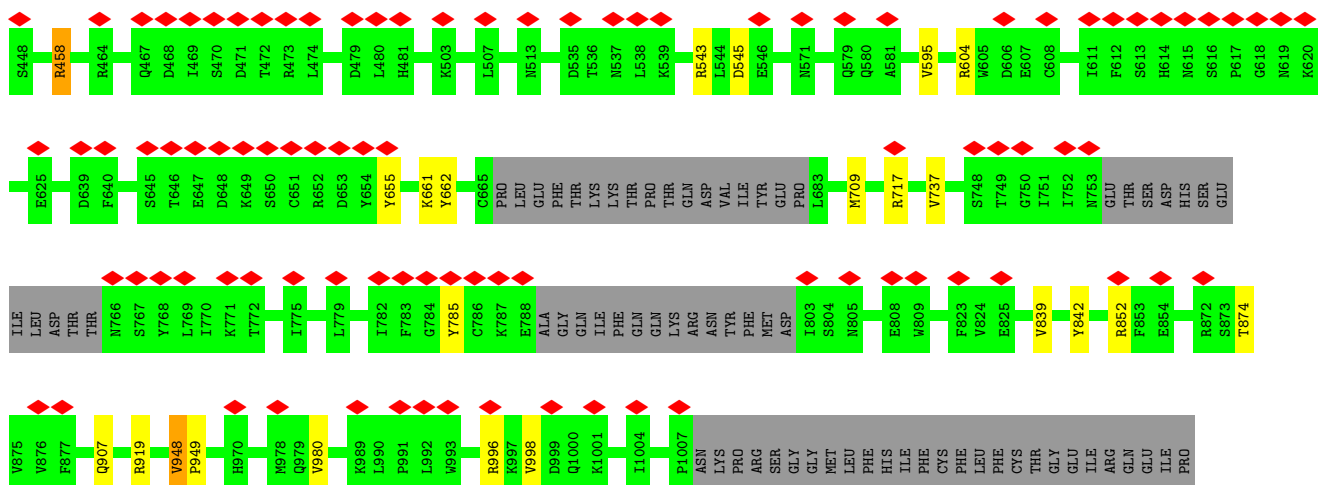 S448 R458 R464 Q467 D468 I469 S470 D471 T472 R473 L474 D479 L480 H481 K503 L507 N513 D535 T536 N537 L538 K539 R543 L544 D545 E546 N571 Q579 Q580 A581 V595 R604 W605 D606 E607 C608 I611 F612 S613 H614 N615 S616 P617 G618 N619 K620
E625 D639 F640 S645 T646 E647 D648 K649 S650 C651 R652 D653 Y654 Y655 K661 Y662 C665 PRO LEU GLU PHE THR LYS LYS THR PRO THR GLN ASP VAL ILE TYR GLU PRO L683 M709 R717 V737 S748 T749 G750 I751 I752 N753 GLU THR SER ASP HIS SER GLU
ILE LEU ASP THR THR N766 S767 Y768 L769 I770 K771 T772 I775 L779 I782 F783 G784 Y785 C786 K787 E788 ALA GLY GLN ILE PHE GLN GLN LYS ARG ASN TYR PHE MET ASP I803 S804 N805 E808 W809 F823 V824 E825 V839 Y842 R852 F853 E854 R872 S873 T874
V875 V876 F877 Q907 R919 V948 P949 H970 M978 Q979 V980 K989 L990 P991 L992 W993 R996 K997 V998 D999 Q1000 K1001 I1004 P1007 ASN LYS PRO ARG SER GLY GLY MET LEU PHE HIS ILE PHE CYS PHE LEU PHE CYS THR GLY GLU ILE ARG GLN GLU ILE PRO